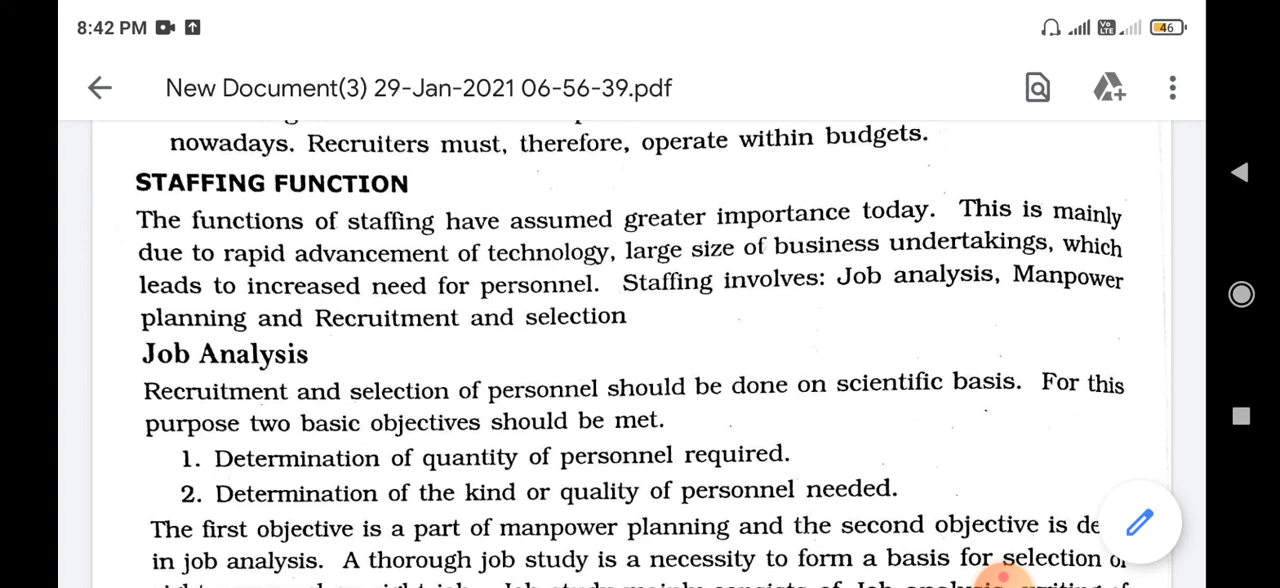 8:42 PM
Vo LTE
46
New Document(3) 29-Jan-2021 06-56-39.pdf
nowadays. Recruiters must, therefore, operate within budgets.
STAFFING FUNCTION
The functions of staffing have assumed greater importance today. This is mainly
due to rapid advancement of technology, large size of business undertakings, which
leads to increased need for personnel. Staffing involves: Job analysis, Manpower
planning and Recruitment and selection
Job Analysis
Recruitment and selection of personnel should be done on scientific basis. For this
purpose two basic objectives should be met.
1. Determination of quantity of personnel required.
2. Determination of the kind or quality of personnel needed.
The first objective is a part of manpower planning and the second objective is de
in job analysis. A thorough job study is a necessity to form a basis for selection of